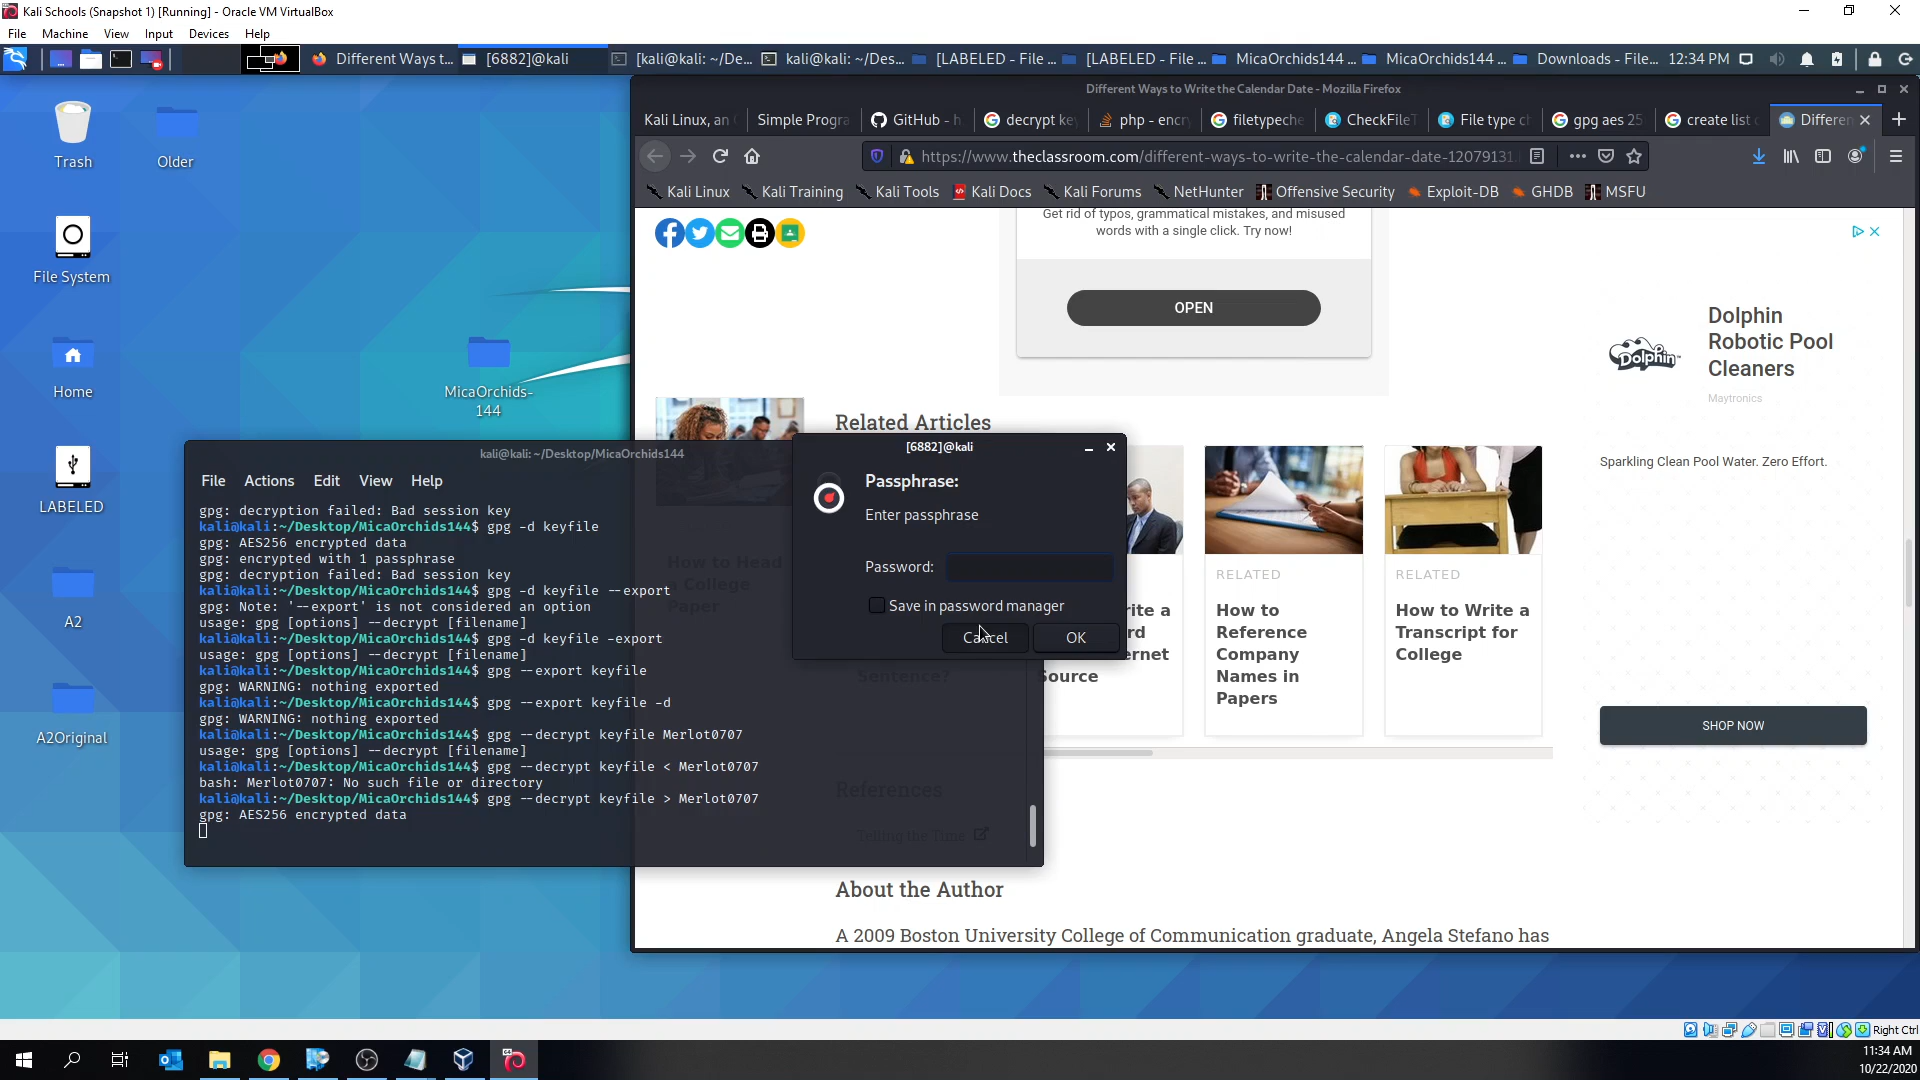 Kali Schools (Snapshot 1) [Running] - Oracle VM VirtualBox
File Machine View Input Devices Help
Different Ways t... [6882]@kali [kali@kali: ~/De... kali@kali: ~/Des... [LABELED - File ... [LABELED - File ... MicaOrchids144 ... MicaOrchids144 ... Downloads - File... 12:34 PM
Trash
Older
File System
Home
MicaOrchids-
144
LABELED
A2
A2Original
Different Ways to Write the Calendar Date - Mozilla Firefox
Kali Linux, an Simple Progra GitHub - h decrypt key php - encry filetypeche CheckFileT File type ch gpg aes 25 create list Differen
https://www.theclassroom.com/different-ways-to-write-the-calendar-date-12079131.
Kali Linux Kali Training Kali Tools Kali Docs Kali Forums NetHunter Offensive Security Exploit-DB GHDB MSFU
Get rid of typos, grammatical mistakes, and misused
words with a single click. Try now!
OPEN
Dolphin
Dolphin
Robotic Pool
Cleaners
Maytronics
Sparkling Clean Pool Water. Zero Effort.
SHOP NOW
Related Articles
How to Head
a College
Paper
Sentence?
Source
RELATED
How to
Reference
Company
Names in
Papers
RELATED
How to Write a
Transcript for
College
References
Telling the Time
About the Author
A 2009 Boston University College of Communication graduate, Angela Stefano has
kali@kali: ~/Desktop/MicaOrchids144
File Actions Edit View Help
gpg: decryption failed: Bad session key
kali@kali:~/Desktop/MicaOrchids144$ gpg -d keyfile
gpg: AES256 encrypted data
gpg: encrypted with 1 passphrase
gpg: decryption failed: Bad session key
kali@kali:~/Desktop/MicaOrchids144$ gpg -d keyfile --export
gpg: Note: '--export' is not considered an option
usage: gpg [options] --decrypt [filename]
kali@kali:~/Desktop/MicaOrchids144$ gpg -d keyfile -export
usage: gpg [options] --decrypt [filename]
kali@kali:~/Desktop/MicaOrchids144$ gpg --export keyfile
gpg: WARNING: nothing exported
kali@kali:~/Desktop/MicaOrchids144$ gpg --export keyfile -d
gpg: WARNING: nothing exported
kali@kali:~/Desktop/MicaOrchids144$ gpg --decrypt keyfile Merlot0707
usage: gpg [options] --decrypt [filename]
kali@kali:~/Desktop/MicaOrchids144$ gpg --decrypt keyfile < Merlot0707
bash: Merlot0707: No such file or directory
kali@kali:~/Desktop/MicaOrchids144$ gpg --decrypt keyfile > Merlot0707
gpg: AES256 encrypted data
[6882]@kali
Passphrase:
Enter passphrase
Password:
Save in password manager
Cancel OK
Right Ctrl
11:34 AM
10/22/2020